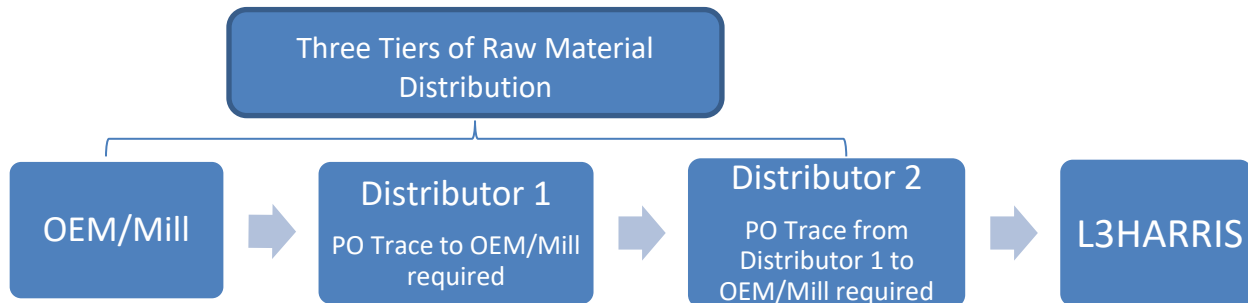 Three Tiers of Raw Material
Distribution
OEM/Mill
Distributor 1
PO Trace to OEM/Mill
required
Distributor 2
PO Trace from
Distributor 1 to
OEM/Mill required
L3HARRIS